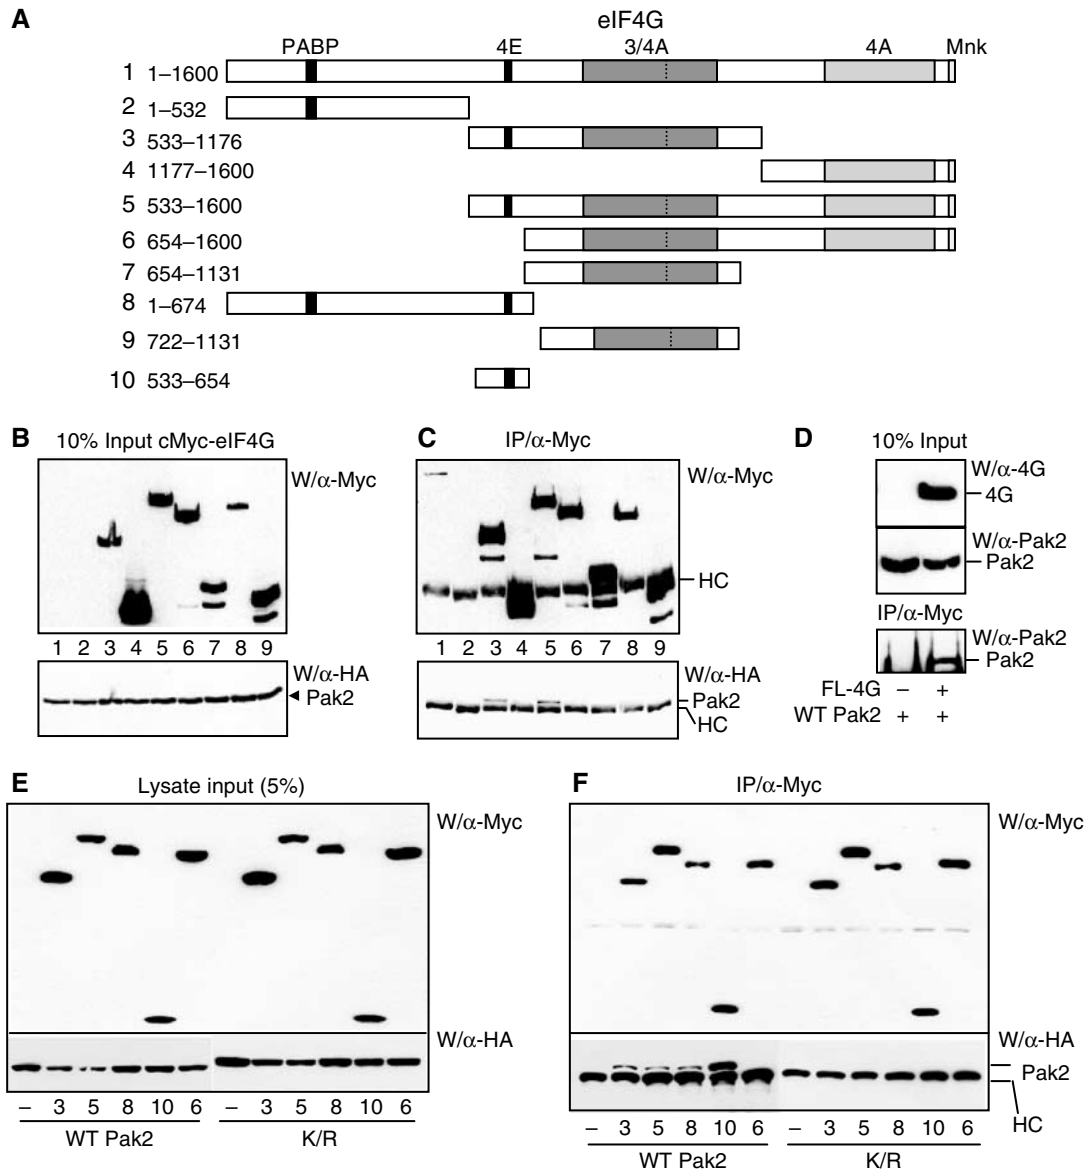 A
eIF4G
PABP 4E 3/4A 4A Mnk
1 1–1600
2 1–532
3 533–1176
4 1177–1600
5 533–1600
6 654–1600
7 654–1131
8 1–674
9 722–1131
10 533–654
B 10% Input cMyc-eIF4G
W/α-Myc
1 2 3 4 5 6 7 8 9
W/α-HA
Pak2
C IP/α-Myc
W/α-Myc
HC
1 2 3 4 5 6 7 8 9
W/α-HA
Pak2
HC
D 10% Input
W/α-4G
4G
W/α-Pak2
Pak2
IP/α-Myc
W/α-Pak2
Pak2
FL-4G – +
WT Pak2 + +
E Lysate input (5%)
W/α-Myc
W/α-HA
– 3 5 8 10 6 – 3 5 8 10 6
WT Pak2 K/R
F IP/α-Myc
W/α-Myc
W/α-HA
Pak2
HC
– 3 5 8 10 6 – 3 5 8 10 6
WT Pak2 K/R